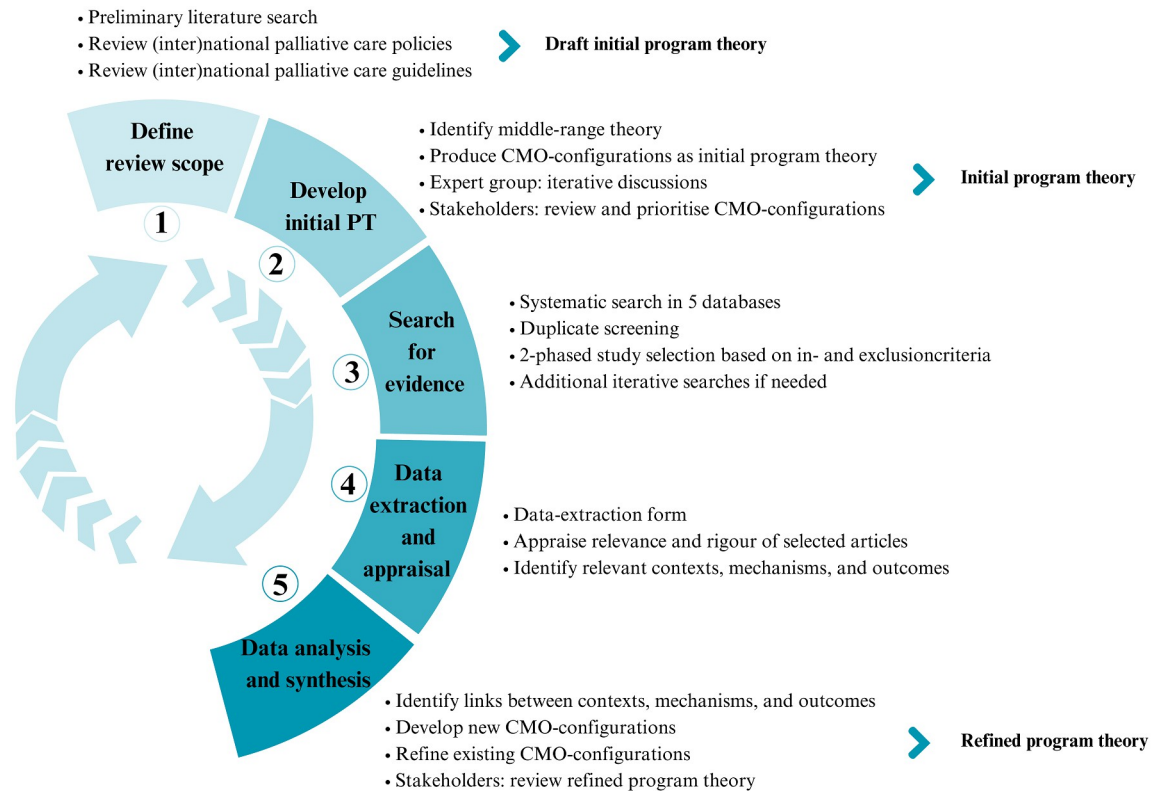 • Preliminary literature search
• Review (inter)national palliative care policies
• Review (inter)national palliative care guidelines
Draft initial program theory
Define
review scope
1
Develop
initial PT
2
• Identify middle-range theory
• Produce CMO-configurations as initial program theory
• Expert group: iterative discussions
• Stakeholders: review and prioritise CMO-configurations
Initial program theory
Search
for
evidence
3
• Systematic search in 5 databases
• Duplicate screening
• 2-phased study selection based on in- and exclusioncriteria
• Additional iterative searches if needed
Data
extraction
and
appraisal
4
• Data-extraction form
• Appraise relevance and rigour of selected articles
• Identify relevant contexts, mechanisms, and outcomes
5
Data analysis
and synthesis
• Identify links between contexts, mechanisms, and outcomes
• Develop new CMO-configurations
• Refine existing CMO-configurations
• Stakeholders: review refined program theory
Refined program theory